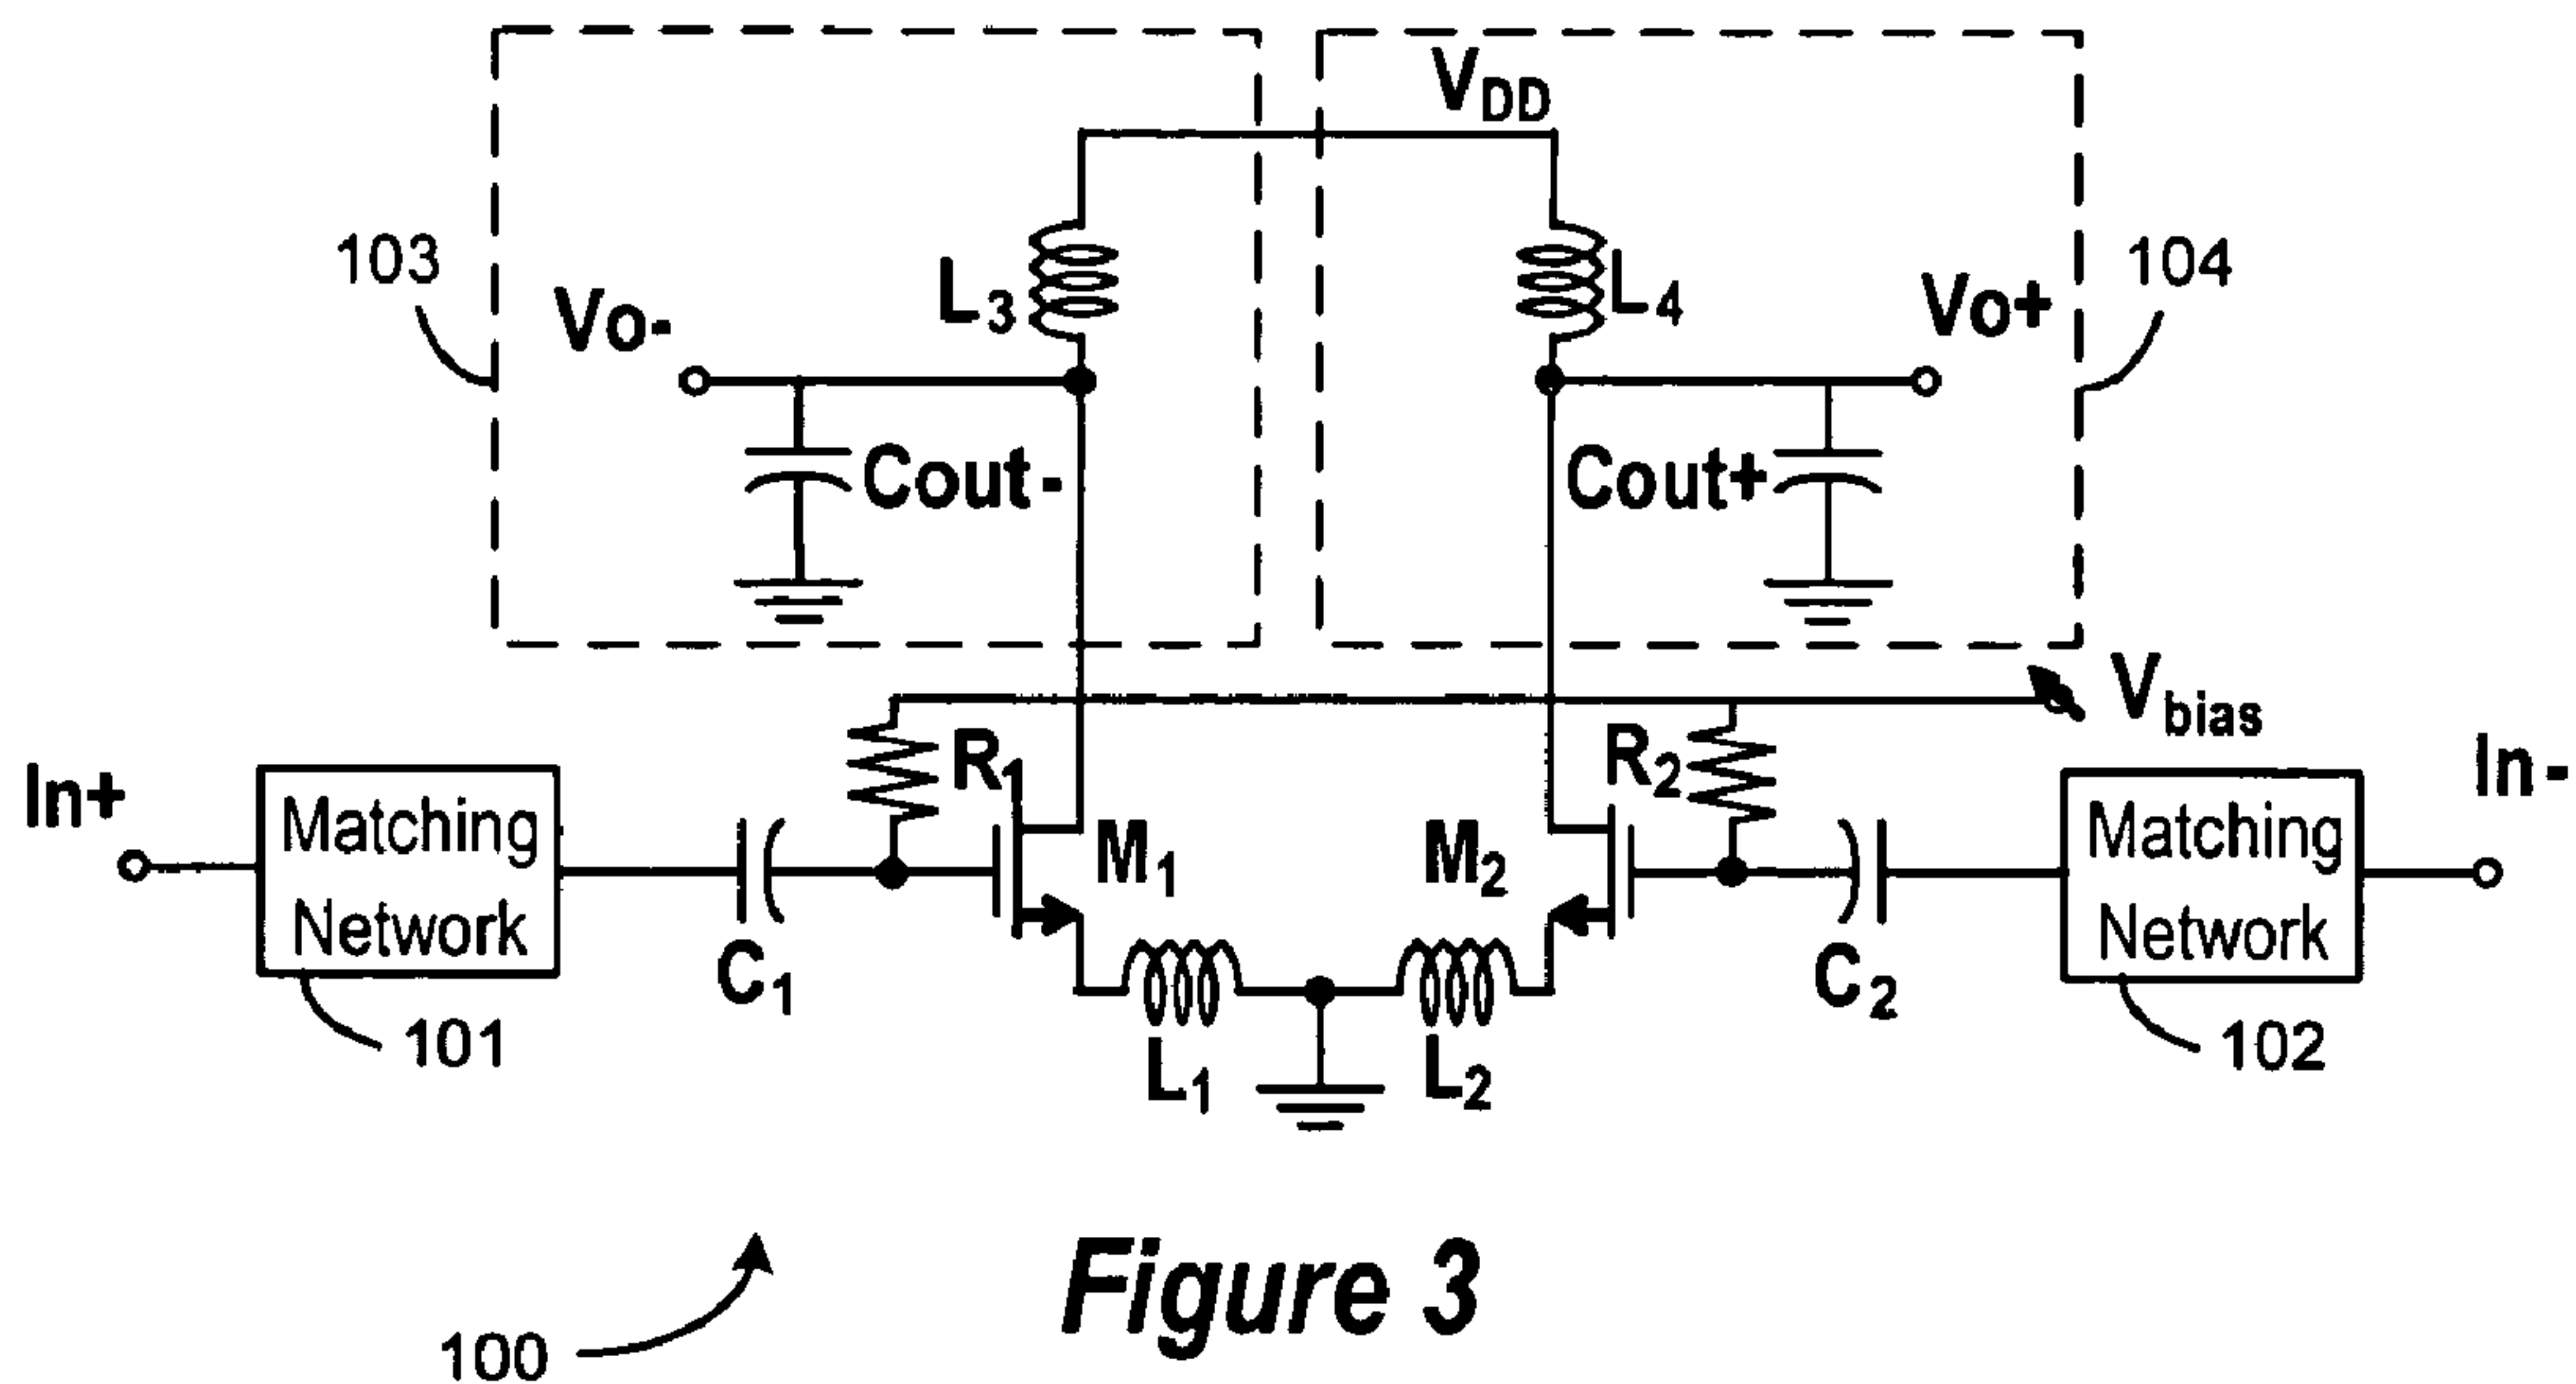 V_DD
103
L3
L4
104
Vo-
Vo+
Cout-
Cout+
Vbias
In+
Matching
Network
R1
M1
M2
R2
Matching
Network
In-
C1
C2
101
L1
L2
102
100
Figure 3